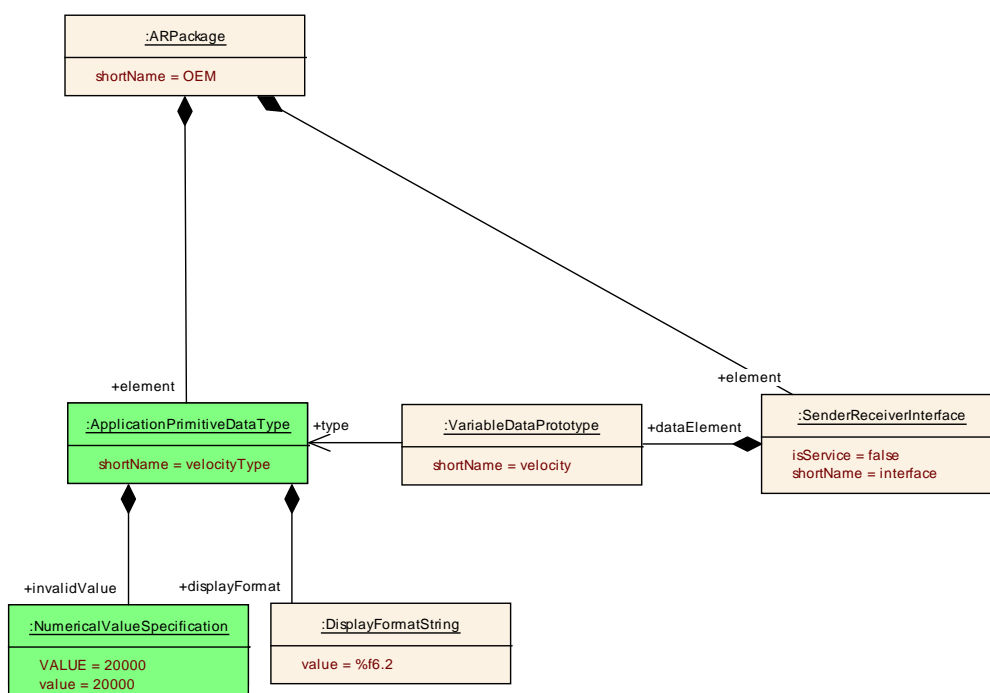 :ARPackage
shortName = OEM
+element
+element
:ApplicationPrimitiveDataType
shortName = velocityType
+type
:VariableDataPrototype
shortName = velocity
+dataElement
:SenderReceiverInterface
isService = false
shortName = interface
+invalidValue
+displayFormat
:NumericalValueSpecification
VALUE = 20000
value = 20000
:DisplayFormatString
value = %f6.2